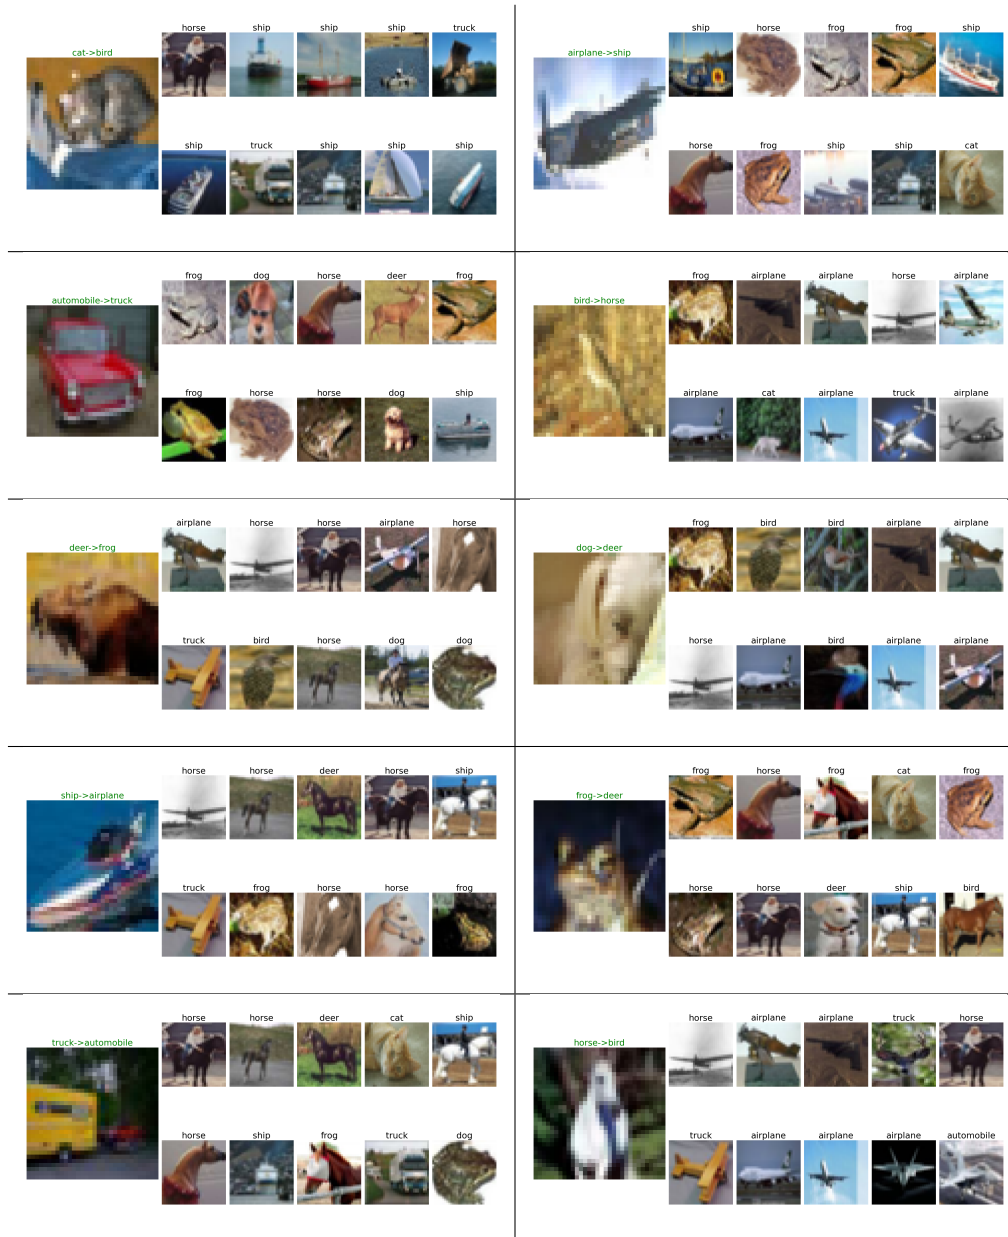 cat->bird
horse ship ship ship truck
ship truck ship ship ship
airplane->ship
ship horse frog frog ship
horse frog ship ship cat
automobile->truck
frog dog horse deer frog
frog horse horse dog ship
bird->horse
frog airplane airplane horse airplane
airplane cat airplane truck airplane
deer->frog
airplane horse horse airplane horse
truck bird horse dog dog
dog->deer
frog bird bird airplane airplane
horse airplane bird airplane airplane
ship->airplane
horse horse deer horse ship
truck frog horse horse frog
frog->deer
frog horse frog cat frog
horse horse deer ship bird
truck->automobile
horse horse deer cat ship
horse ship frog truck dog
horse->bird
horse airplane airplane truck horse
truck airplane airplane airplane automobile